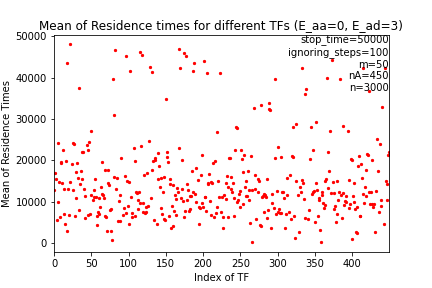 Mean of Residence times for different TFs (E_aa=0, E_ad=3)
stop_time=50000
ignoring_steps=100
m=50
nA=450
n=3000
Mean of Residence Times
50000
40000
30000
20000
10000
0
0 50 100 150 200 250 300 350 400
Index of TF